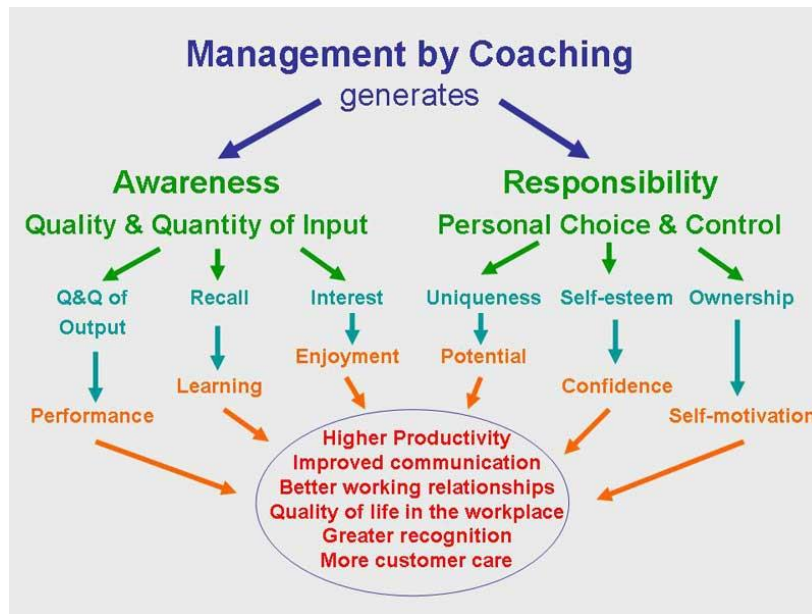 Management by Coaching
generates
Awareness
Responsibility
Quality & Quantity of Input
Personal Choice & Control
Q&Q of
Output
Recall
Interest
Uniqueness
Self-esteem
Ownership
Enjoyment
Potential
Learning
Confidence
Performance
Self-motivation
Higher Productivity
Improved communication
Better working relationships
Quality of life in the workplace
Greater recognition
More customer care